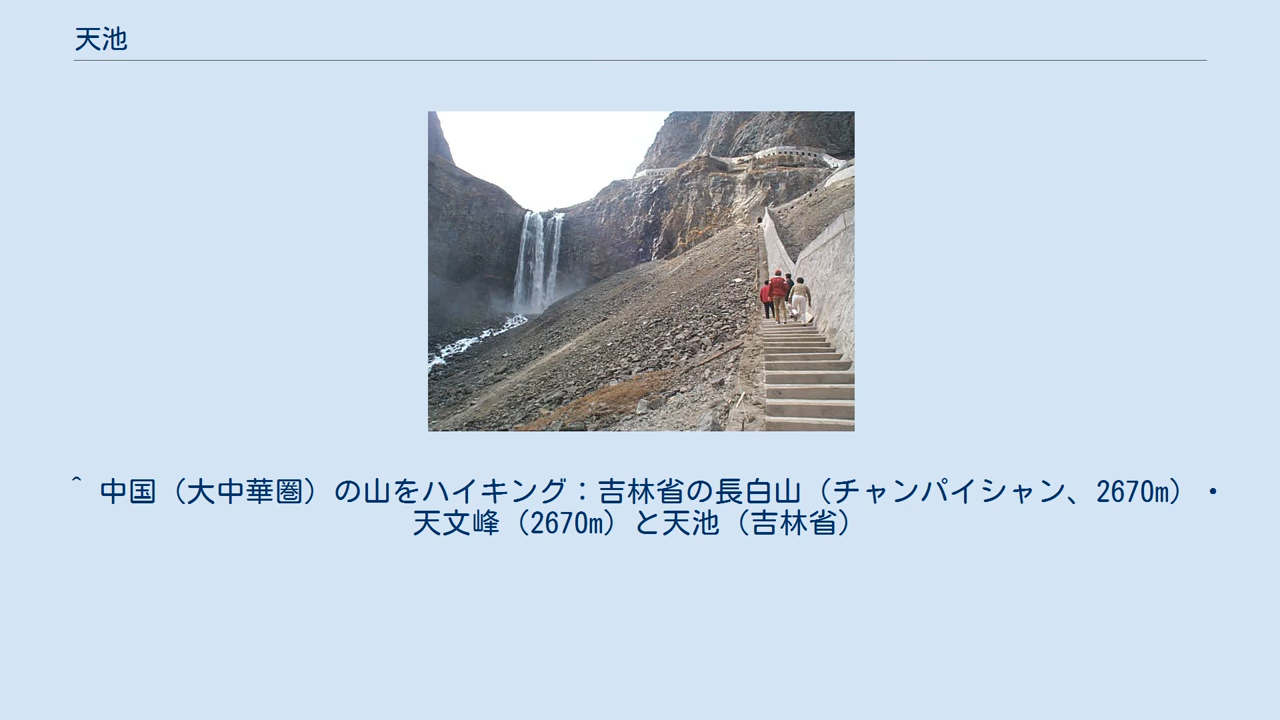 天池
^ 中国（大中華圏）の山をハイキング：吉林省の長白山（チャンパイシャン、2670m）・
天文峰（2670m）と天池（吉林省）